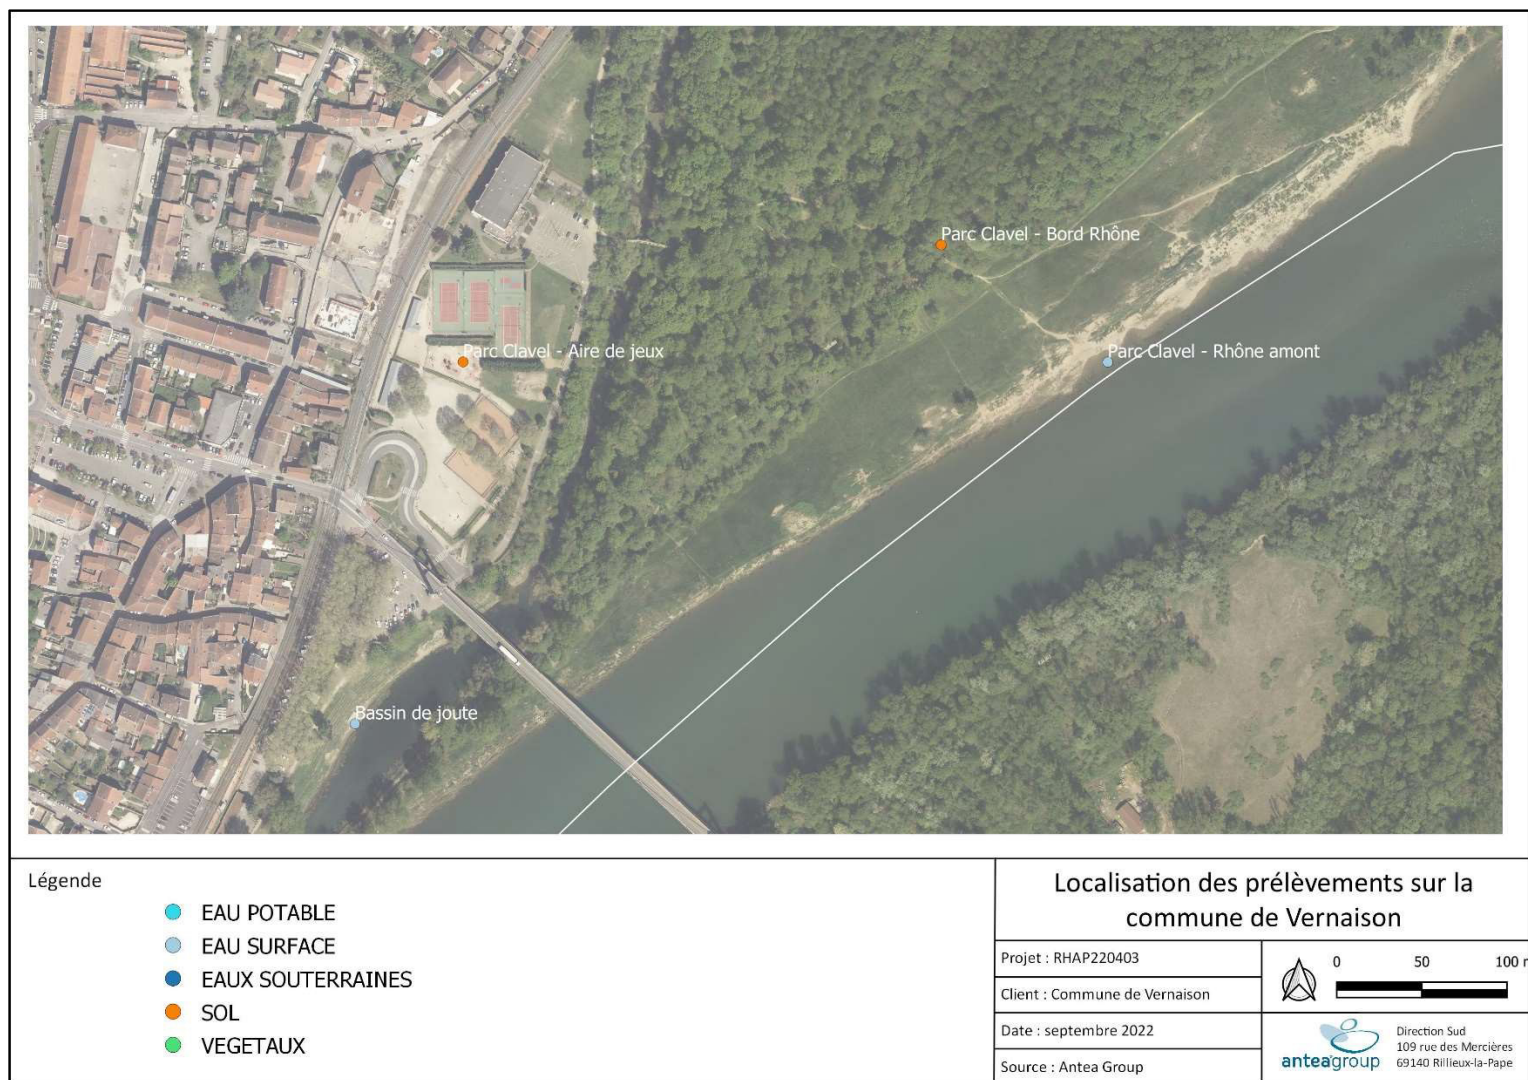 Parc Clavel - Bord Rhône
Parc Clavel - Aire de jeux
Parc Clavel - Rhône amont
Bassin de joute
Légende
EAU POTABLE
EAU SURFACE
EAUX SOUTERRAINES
SOL
VEGETAUX
Localisation des prélèvements sur la
commune de Vernaison
Projet : RHAP220403
Client : Commune de Vernaison
Date : septembre 2022
Source : Antea Group
0 50 100 m
anteagroup
Direction Sud
109 rue des Mercières
69140 Rillieux-la-Pape